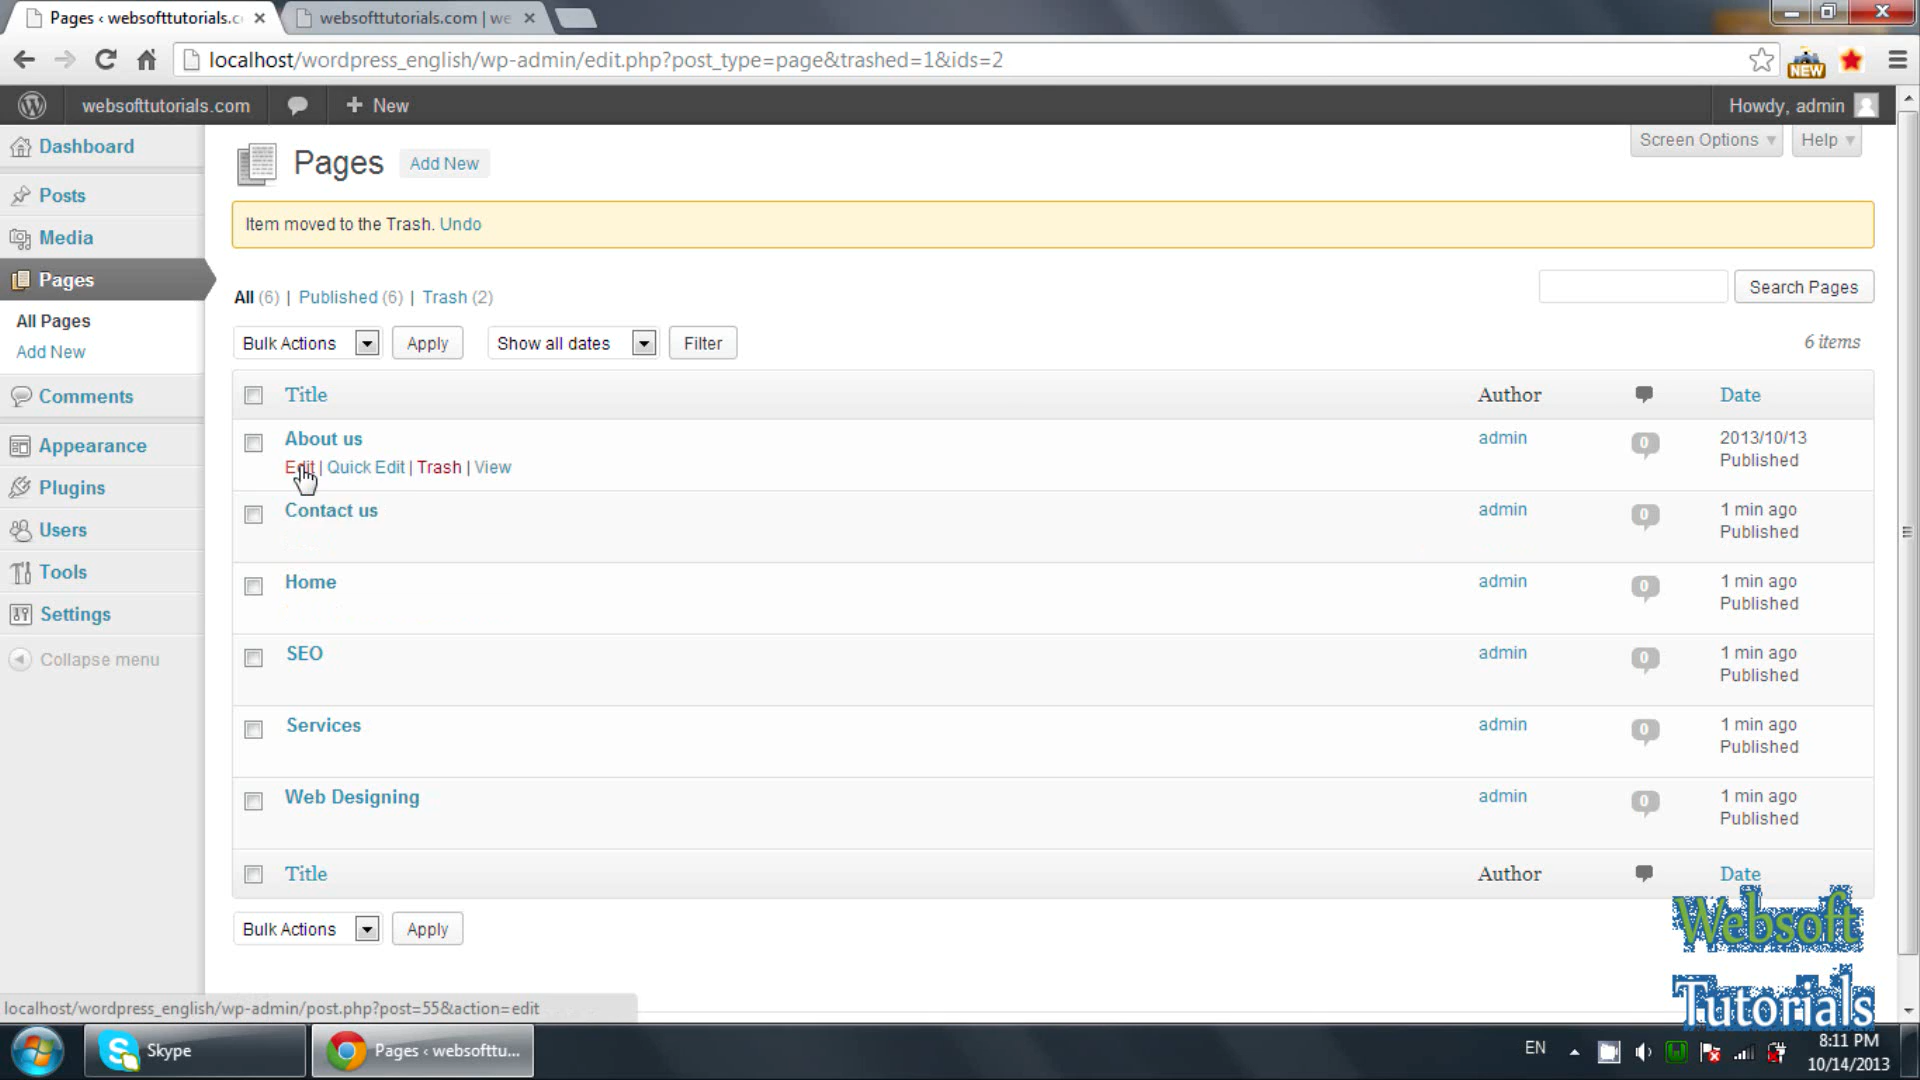 Pages ‹ websofttutorials.c
websofttutorials.com | we
localhost/wordpress_english/wp-admin/edit.php?post_type=page&trashed=1&ids=2
NEW
websofttutorials.com
+ New
Howdy, admin
Dashboard
Posts
Media
Pages
All Pages
Add New
Comments
Appearance
Plugins
Users
Tools
Settings
Collapse menu
Pages
Add New
Screen Options
Help
Item moved to the Trash. Undo
All (6) | Published (6) | Trash (2)
Search Pages
Bulk Actions
Apply
Show all dates
Filter
6 items
Title
Author
Date
About us
admin
0
2013/10/13
Published
Edit | Quick Edit | Trash | View
Contact us
admin
0
1 min ago
Published
Home
admin
0
1 min ago
Published
SEO
admin
0
1 min ago
Published
Services
admin
0
1 min ago
Published
Web Designing
admin
0
1 min ago
Published
Title
Author
Date
Bulk Actions
Apply
Websoft
Tutorials
localhost/wordpress_english/wp-admin/post.php?post=55&action=edit
Skype
Pages ‹ websofttu...
EN
8:11 PM
10/14/2013